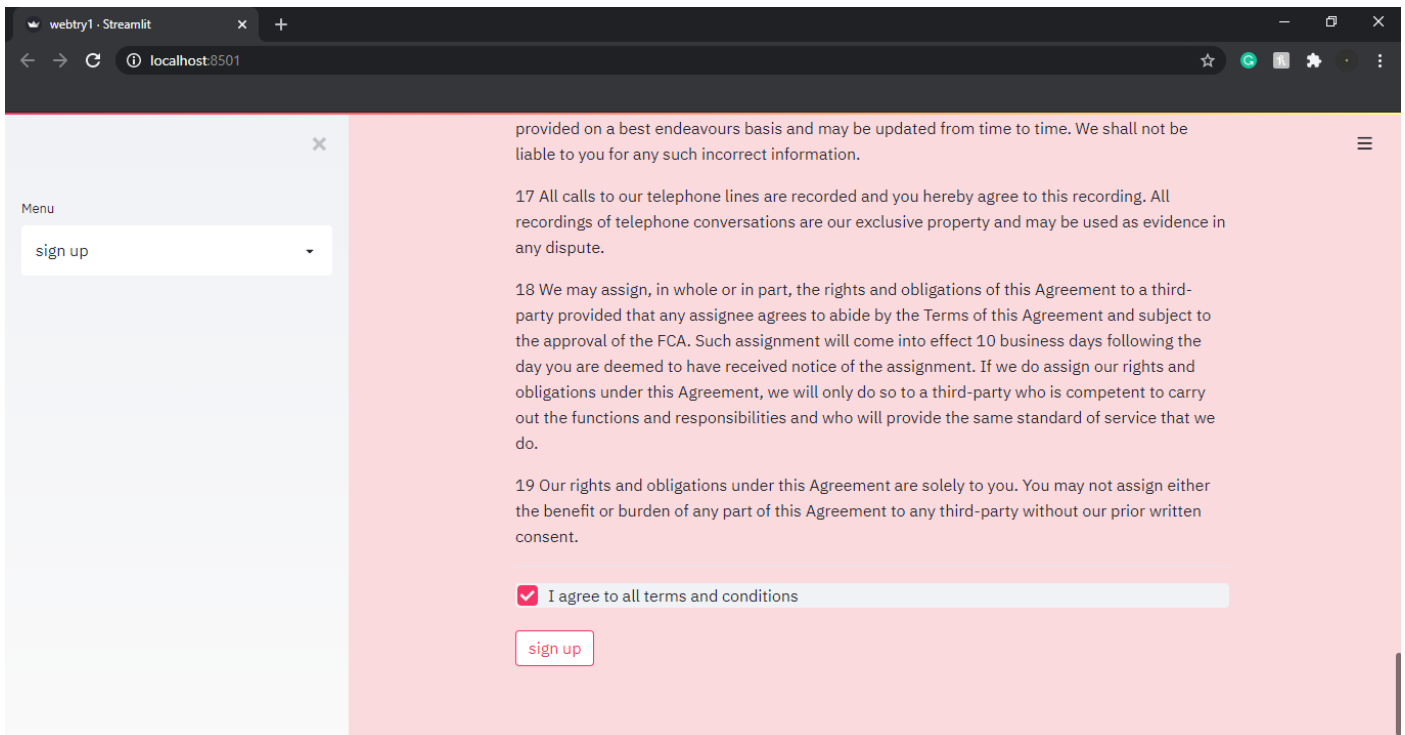 webtry1 · Streamlit
localhost:8501
Menu
sign up
provided on a best endeavours basis and may be updated from time to time. We shall not be
liable to you for any such incorrect information.
17 All calls to our telephone lines are recorded and you hereby agree to this recording. All
recordings of telephone conversations are our exclusive property and may be used as evidence in
any dispute.
18 We may assign, in whole or in part, the rights and obligations of this Agreement to a third-
party provided that any assignee agrees to abide by the Terms of this Agreement and subject to
the approval of the FCA. Such assignment will come into effect 10 business days following the
day you are deemed to have received notice of the assignment. If we do assign our rights and
obligations under this Agreement, we will only do so to a third-party who is competent to carry
out the functions and responsibilities and who will provide the same standard of service that we
do.
19 Our rights and obligations under this Agreement are solely to you. You may not assign either
the benefit or burden of any part of this Agreement to any third-party without our prior written
consent.
I agree to all terms and conditions
sign up